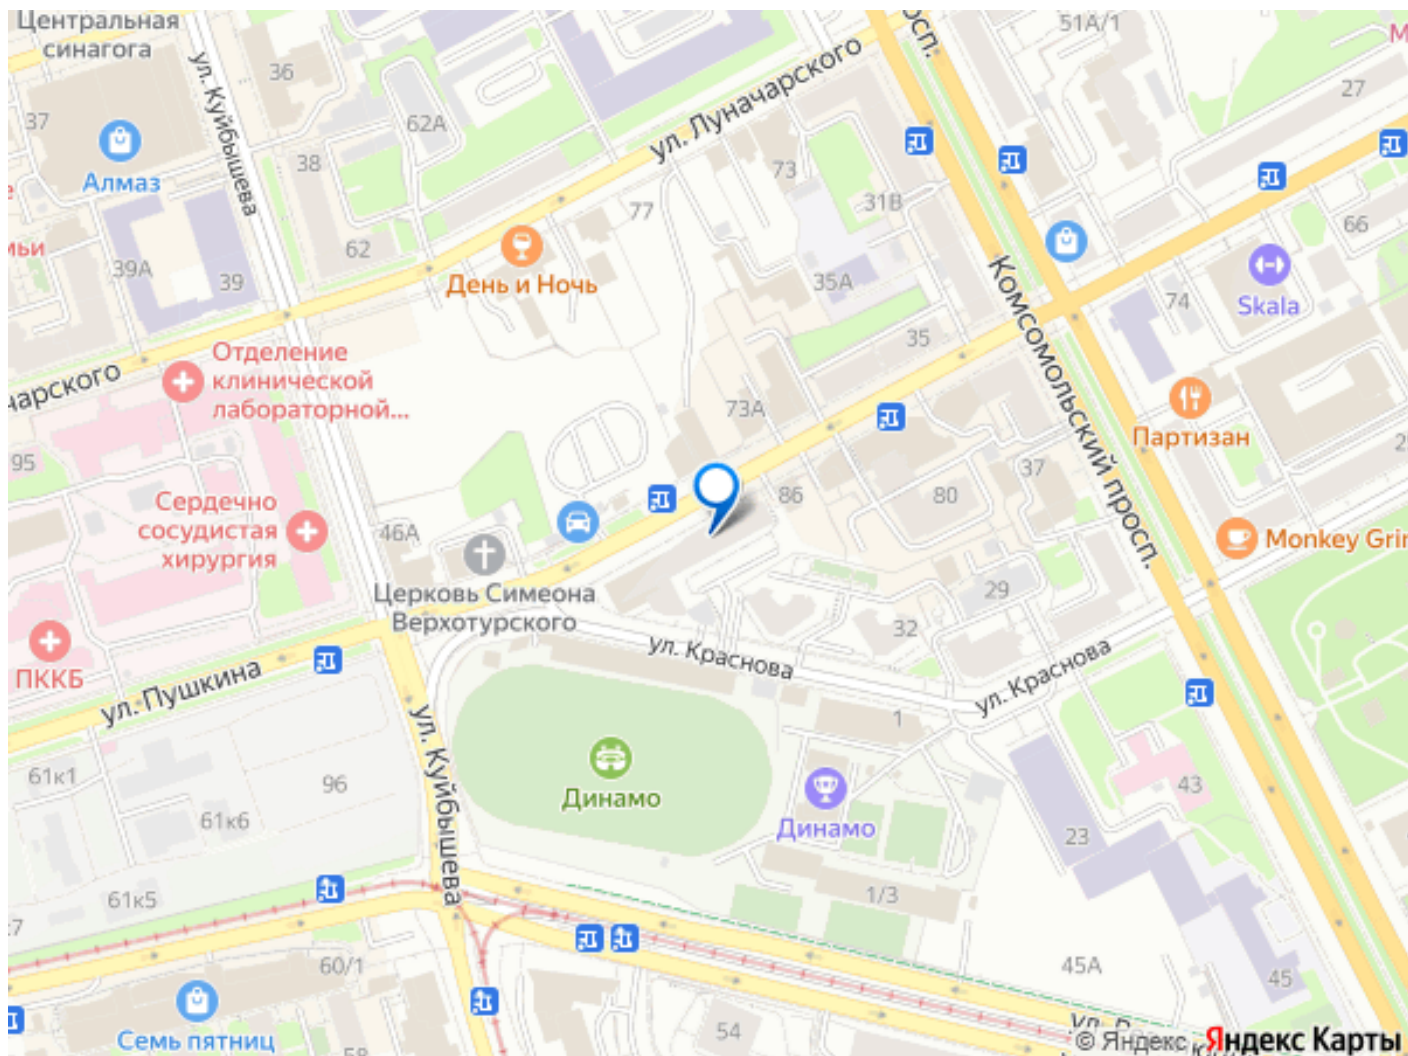 Центральная
синагога
36
ул. Куйбышева
37
Алмаз
62А
38
39А
39
62
ул. Луначарского
просп.
51А/1
27
73
77
31В
35А
66
День и Ночь
Комсомольский просп.
74
Skala
35
Отделение
клинической
лабораторной...
73А
Партизан
95
37
80
86
Сердечно
сосудистая
хирургия
46А
Monkey Grin
Церковь Симеона
Верхотурского
29
32
ПККБ
ул. Пушкина
ул. Краснова
ул. Краснова
1
ул. Куйбышева
Динамо
Динамо
61к1
96
61к6
43
23
61к5
1/3
60/1
45А
45
Семь пятниц
54
58
© Яндекс Яндекс Карты